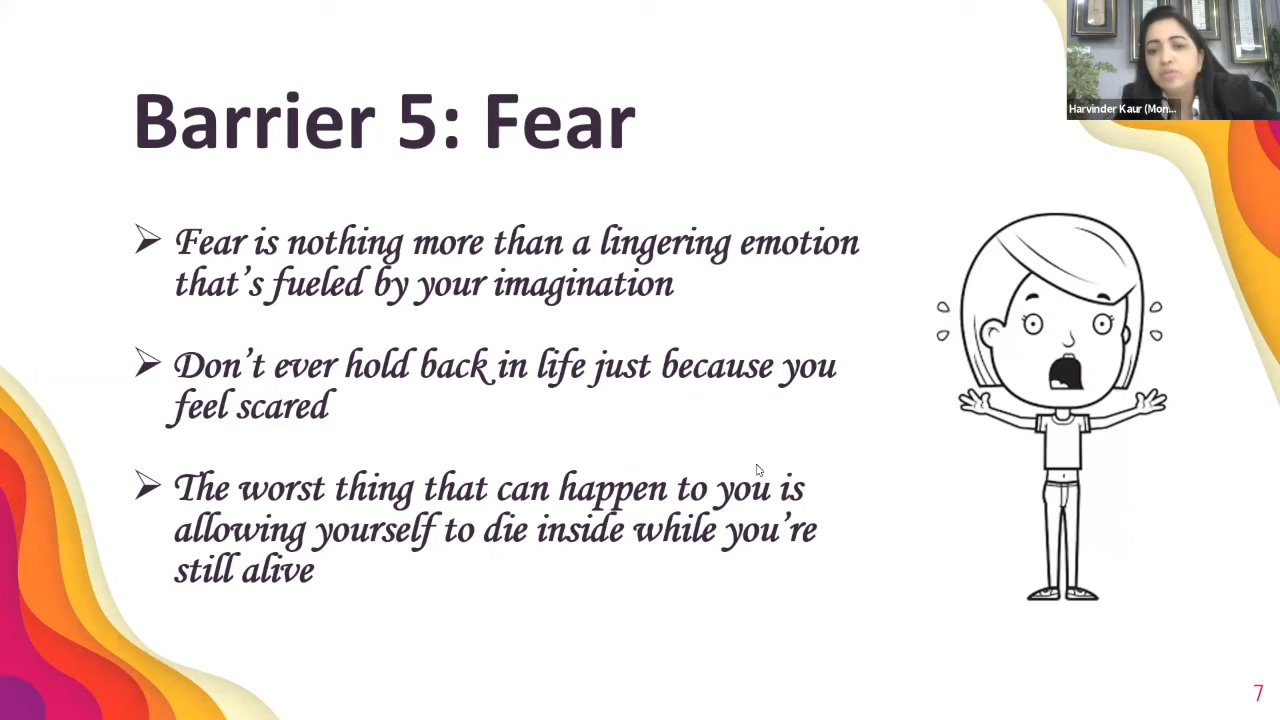 Harvinder Kaur (Mon...
Barrier 5: Fear
Fear is nothing more than a lingering emotion
that's fueled by your imagination
Don't ever hold back in life just because you
feel scared
The worst thing that can happen to you is
allowing yourself to die inside while you're
still alive
7